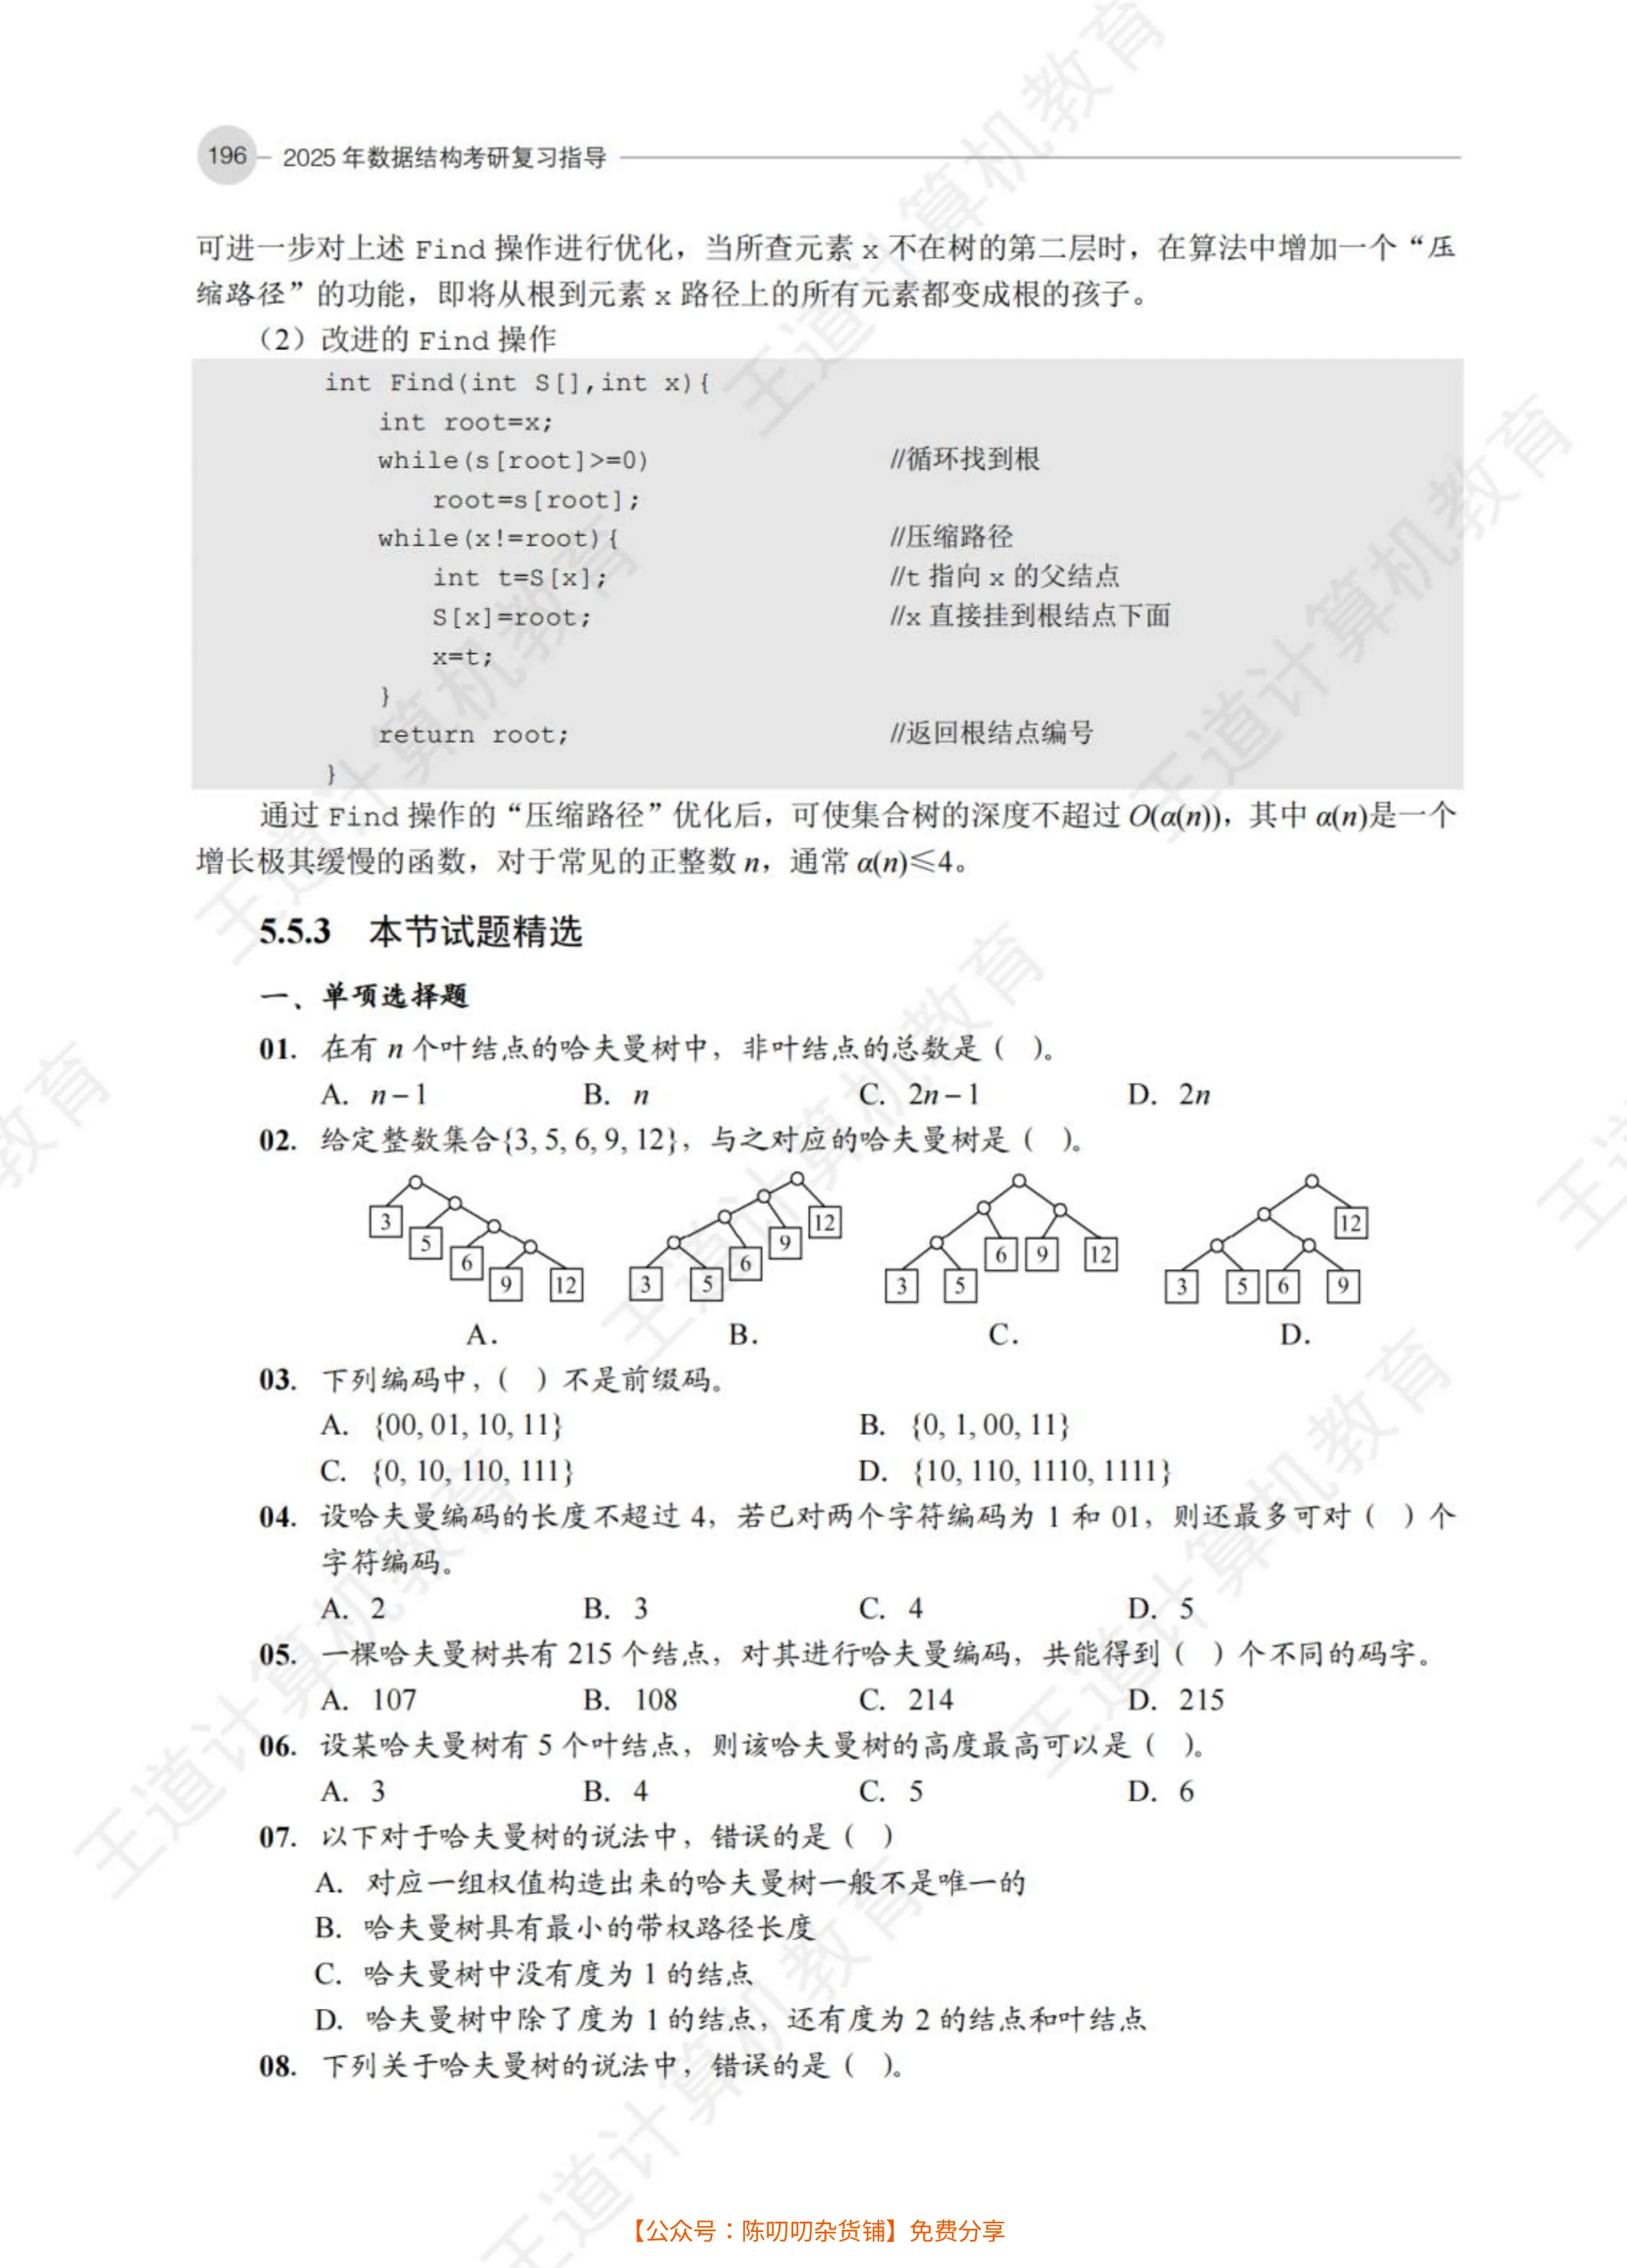 196 2025 年数据结构考研复习指导
可进一步对上述 Find 操作进行优化，当所查元素 x 不在树的第二层时，在算法中增加一个“压
缩路径”的功能，即将从根到元素 x 路径上的所有元素都变成根的孩子。
（2）改进的 Find 操作
int Find(int S[],int x){
int root=x;
while(s[root]>=0) //循环找到根
root=s[root];
while(x!=root){ //压缩路径
int t=S[x]; //t 指向 x 的父结点
S[x]=root; //x 直接挂到根结点下面
x=t;
}
return root; //返回根结点编号
}
通过 Find 操作的“压缩路径”优化后，可使集合树的深度不超过 O(α(n))，其中 α(n)是一个
增长极其缓慢的函数，对于常见的正整数 n，通常 α(n)≤4。
5.5.3 本节试题精选
一、单项选择题
01. 在有 n 个叶结点的哈夫曼树中，非叶结点的总数是（ ）。
A. n－1 B. n C. 2n－1 D. 2n
02. 给定整数集合{3, 5, 6, 9, 12}，与之对应的哈夫曼树是（ ）。
3 5 6 9 12
3 5 6 9 12
3 5 6 9 12
3 5 6 9 12
A. B. C. D.
03. 下列编码中，（ ）不是前缀码。
A. {00, 01, 10, 11} B. {0, 1, 00, 11}
C. {0, 10, 110, 111} D. {10, 110, 1110, 1111}
04. 设哈夫曼编码的长度不超过 4，若已对两个字符编码为 1 和 01，则还最多可对（ ）个
字符编码。
A. 2 B. 3 C. 4 D. 5
05. 一棵哈夫曼树共有 215 个结点，对其进行哈夫曼编码，共能得到（ ）个不同的码字。
A. 107 B. 108 C. 214 D. 215
06. 设某哈夫曼树有 5 个叶结点，则该哈夫曼树的高度最高可以是（ ）。
A. 3 B. 4 C. 5 D. 6
07. 以下对于哈夫曼树的说法中，错误的是（ ）
A. 对应一组权值构造出来的哈夫曼树一般不是唯一的
B. 哈夫曼树具有最小的带权路径长度
C. 哈夫曼树中没有度为 1 的结点
D. 哈夫曼树中除了度为 1 的结点，还有度为 2 的结点和叶结点
08. 下列关于哈夫曼树的说法中，错误的是（ ）。
王道计算机教育
【公众号：陈叨叨杂货铺】免费分享